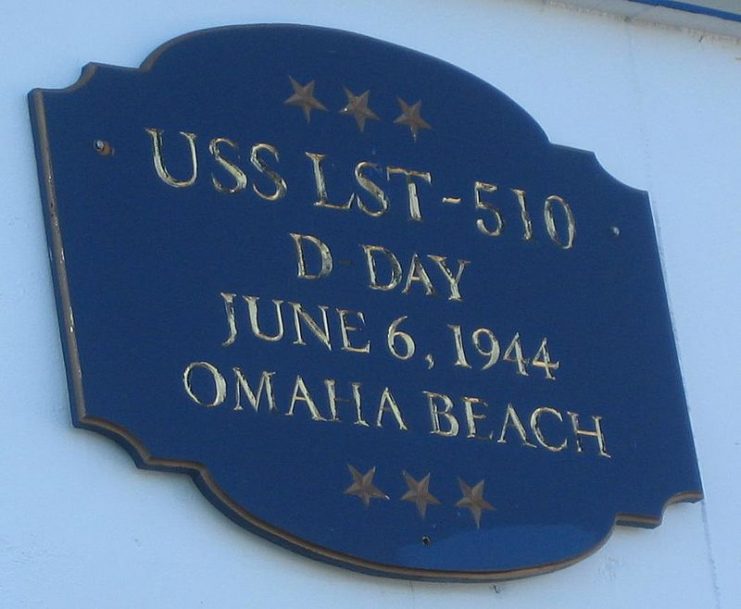 USS LST-510
D-DAY
JUNE 6, 1944
OMAHA BEACH